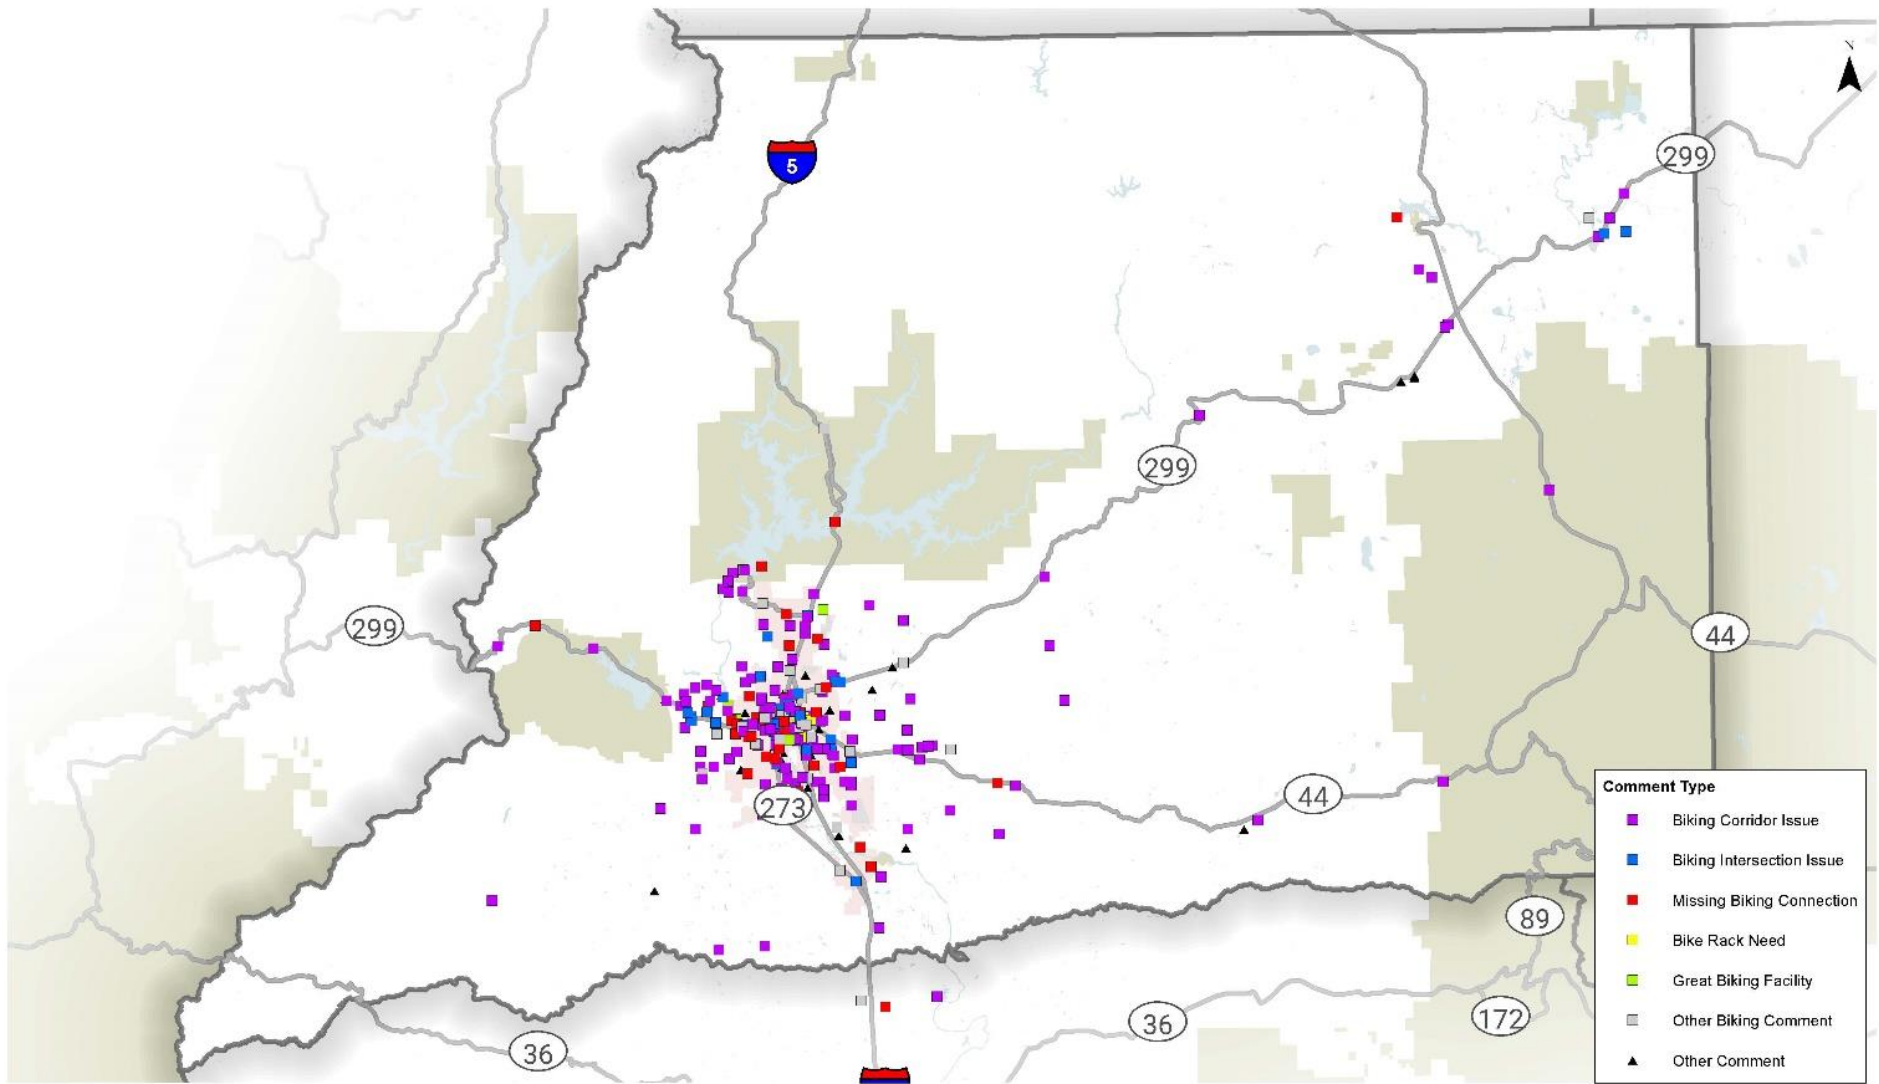 N
5
299
299
299
44
44
273
89
36
172
36
Comment Type
Biking Corridor Issue
Biking Intersection Issue
Missing Biking Connection
Bike Rack Need
Great Biking Facility
Other Biking Comment
Other Comment